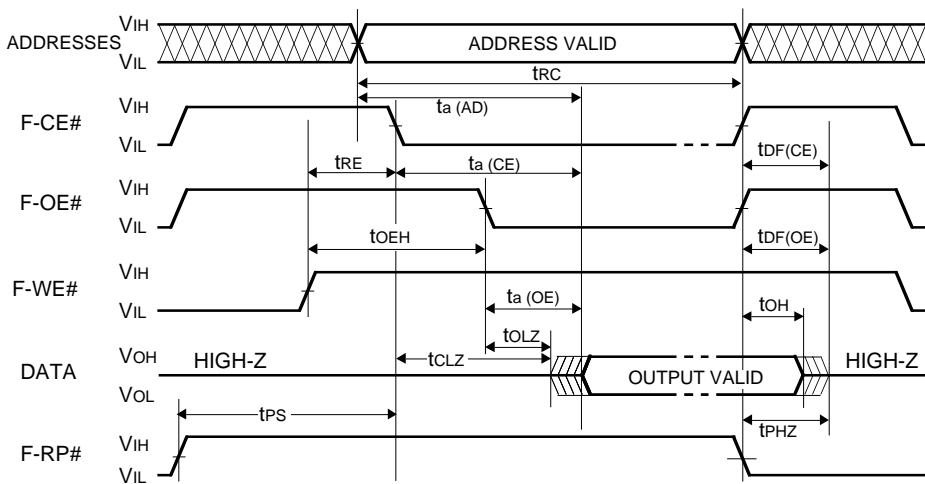 VIH
ADDRESSES
ADDRESS VALID
VIL
tRC
ta (AD)
VIH
F-CE#
VIL
tRE
ta (CE)
tDF(CE)
VIH
F-OE#
VIL
tOEH
tDF(OE)
VIH
F-WE#
VIL
ta (OE)
tOH
tOLZ
tCLZ
VOH
HIGH-Z
HIGH-Z
DATA
OUTPUT VALID
VOL
tPS
tPHZ
VIH
F-RP#
VIL